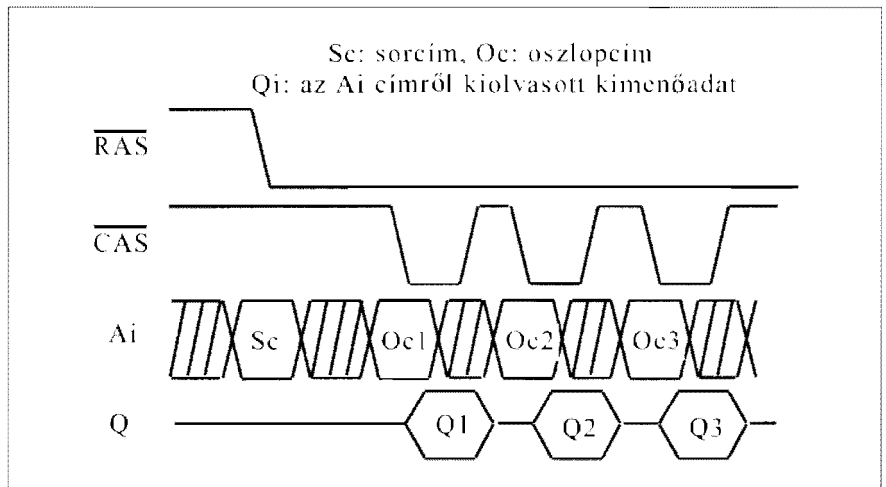 Sc: sorcím, Oc: oszlopcím
Qi: az Ai címről kiolvasott kimenőadat
RAS
CAS
Ai Sc Oc1 Oc2 Oc3
Q Q1 Q2 Q3